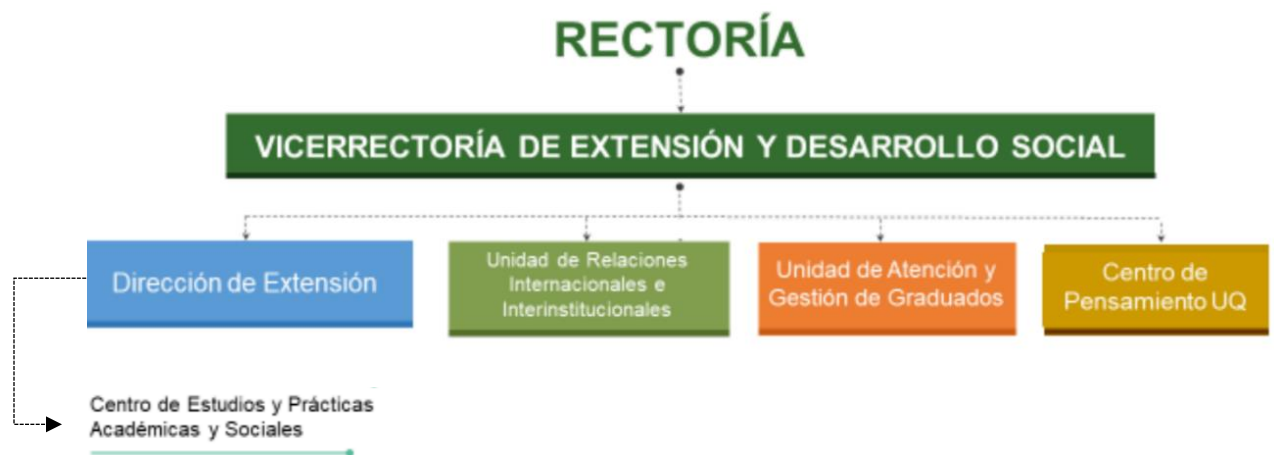 RECTORÍA
VICERRECTORÍA DE EXTENSIÓN Y DESARROLLO SOCIAL
Dirección de Extensión
Unidad de Relaciones
Internacionales e
Interinstitucionales
Unidad de Atención y
Gestión de Graduados
Centro de
Pensamiento UQ
Centro de Estudios y Prácticas
Académicas y Sociales